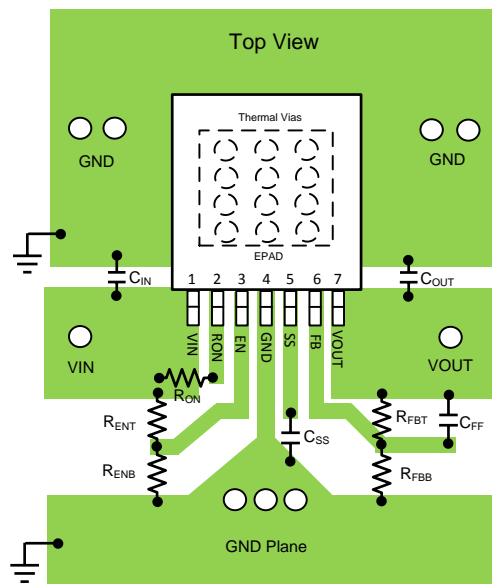 Top View
Thermal Vias
GND
GND
EPAD
1 2 3 4 5 6 7
CIN
COUT
VIN
RON
EN
GND
SS
FB
VOUT
VIN
VOUT
RON
RENT
RFBT
CFF
CSS
RENB
RFBB
GND Plane